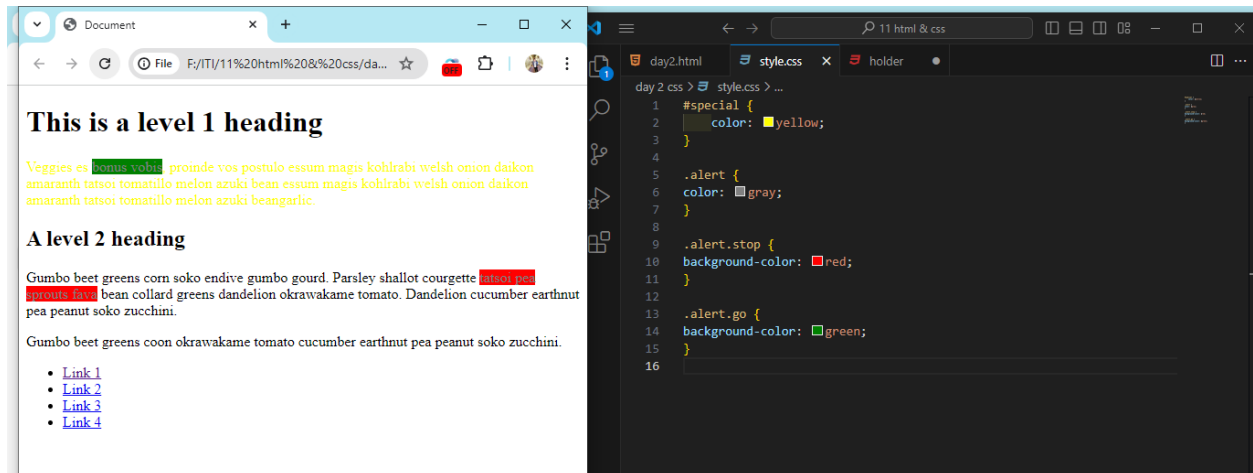 Document
File F:/ITI/11%20html%20&%20css/da...
OFF
This is a level 1 heading
Veggies es bonus vobis, proinde vos postulo essum magis kohlrabi welsh onion daikon
amaranth tatsoi tomatillo melon azuki bean essum magis kohlrabi welsh onion daikon
amaranth tatsoi tomatillo melon azuki beangarlic.
A level 2 heading
Gumbo beet greens corn soko endive gumbo gourd. Parsley shallot courgette tatsoi pea
sprouts fava bean collard greens dandelion okrawakame tomato. Dandelion cucumber earthnut
pea peanut soko zucchini.
Gumbo beet greens coon okrawakame tomato cucumber earthnut pea peanut soko zucchini.
Link 1
Link 2
Link 3
Link 4
11 html & css
day2.html style.css holder
day 2 css > style.css > ...
1 #special {
2 color: yellow;
3 }
4
5 .alert {
6 color: gray;
7 }
8
9 .alert.stop {
10 background-color: red;
11 }
12
13 .alert.go {
14 background-color: green;
15 }
16
1